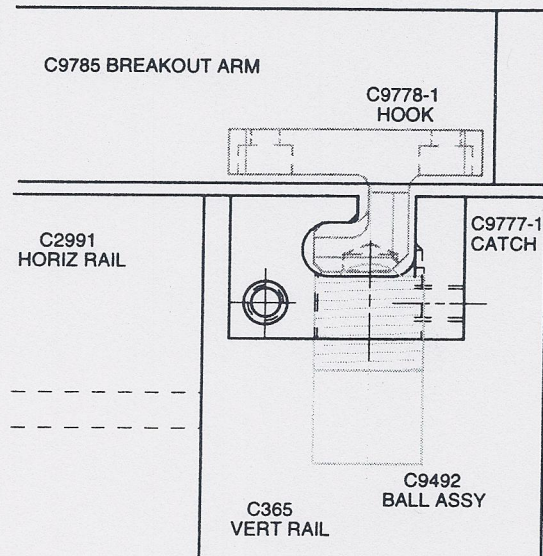 C9785 BREAKOUT ARM
C9778-1
HOOK
C9777-1
CATCH
C2991
HORIZ RAIL
C9492
BALL ASSY
C365
VERT RAIL